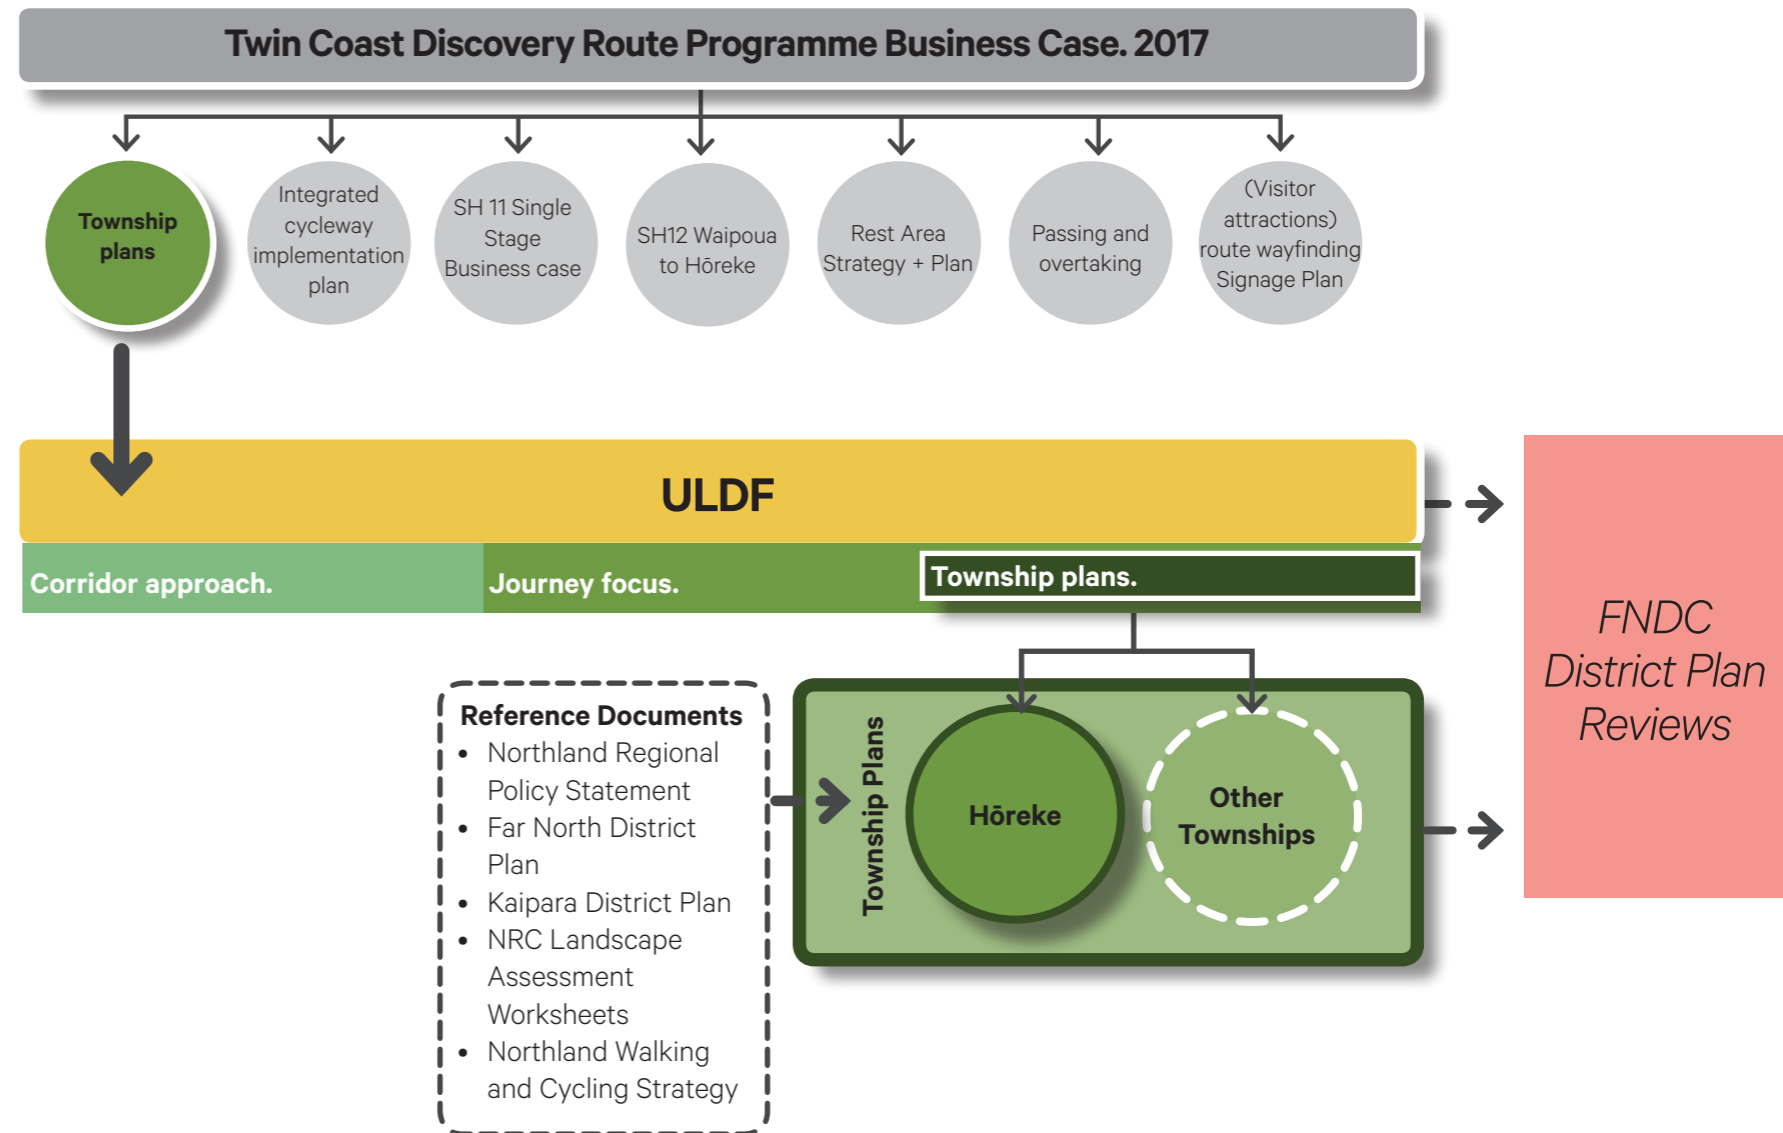 Twin Coast Discovery Route Programme Business Case. 2017
Township
plans
Integrated
cycleway
implementation
plan
SH 11 Single
Stage
Business case
SH12 Waipoua
to Hōreke
Rest Area
Strategy + Plan
Passing and
overtaking
(Visitor
attractions)
route wayfinding
Signage Plan
ULDF
Corridor approach.
Journey focus.
Township plans.
FNDC
District Plan
Reviews
Reference Documents
• Northland Regional
Policy Statement
• Far North District
Plan
• Kaipara District Plan
• NRC Landscape
Assessment
Worksheets
• Northland Walking
and Cycling Strategy
Township Plans
Hōreke
Other
Townships